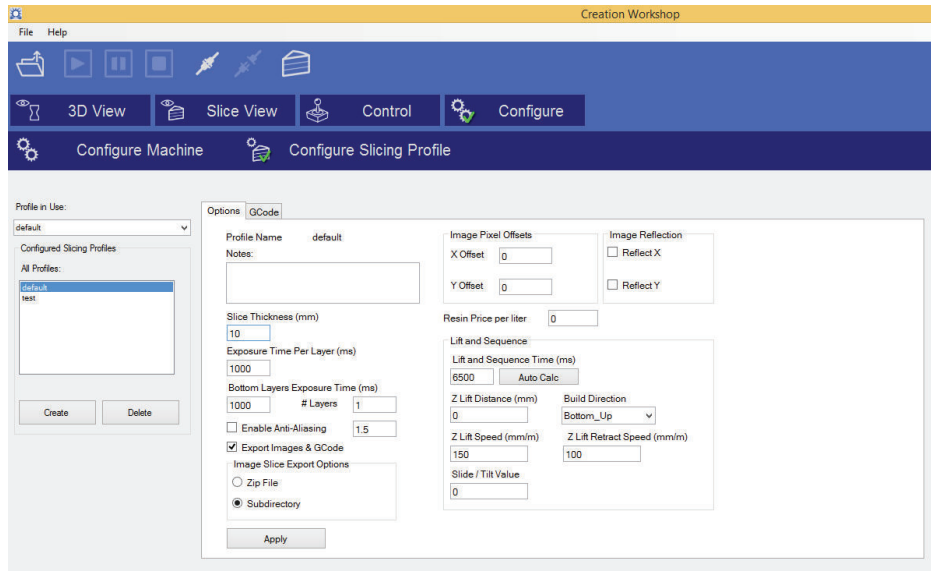 Creation Workshop
File Help
3D View Slice View Control Configure
Configure Machine Configure Slicing Profile
Profile in Use:
default
Configured Slicing Profiles
All Profiles:
default
test
Create Delete
Options GCode
Profile Name default
Notes:
Slice Thickness (mm)
10
Exposure Time Per Layer (ms)
1000
Bottom Layers Exposure Time (ms)
1000 # Layers 1
Enable Anti-Aliasing 1.5
Export Images & GCode
Image Slice Export Options
Zip File
Subdirectory
Apply
Image Pixel Offsets
X Offset 0
Y Offset 0
Image Reflection
Reflect X
Reflect Y
Resin Price per liter 0
Lift and Sequence
Lift and Sequence Time (ms)
6500 Auto Calc
Z Lift Distance (mm) Build Direction
0 Bottom_Up
Z Lift Speed (mm/m) Z Lift Retract Speed (mm/m)
150 100
Slide / Tilt Value
0